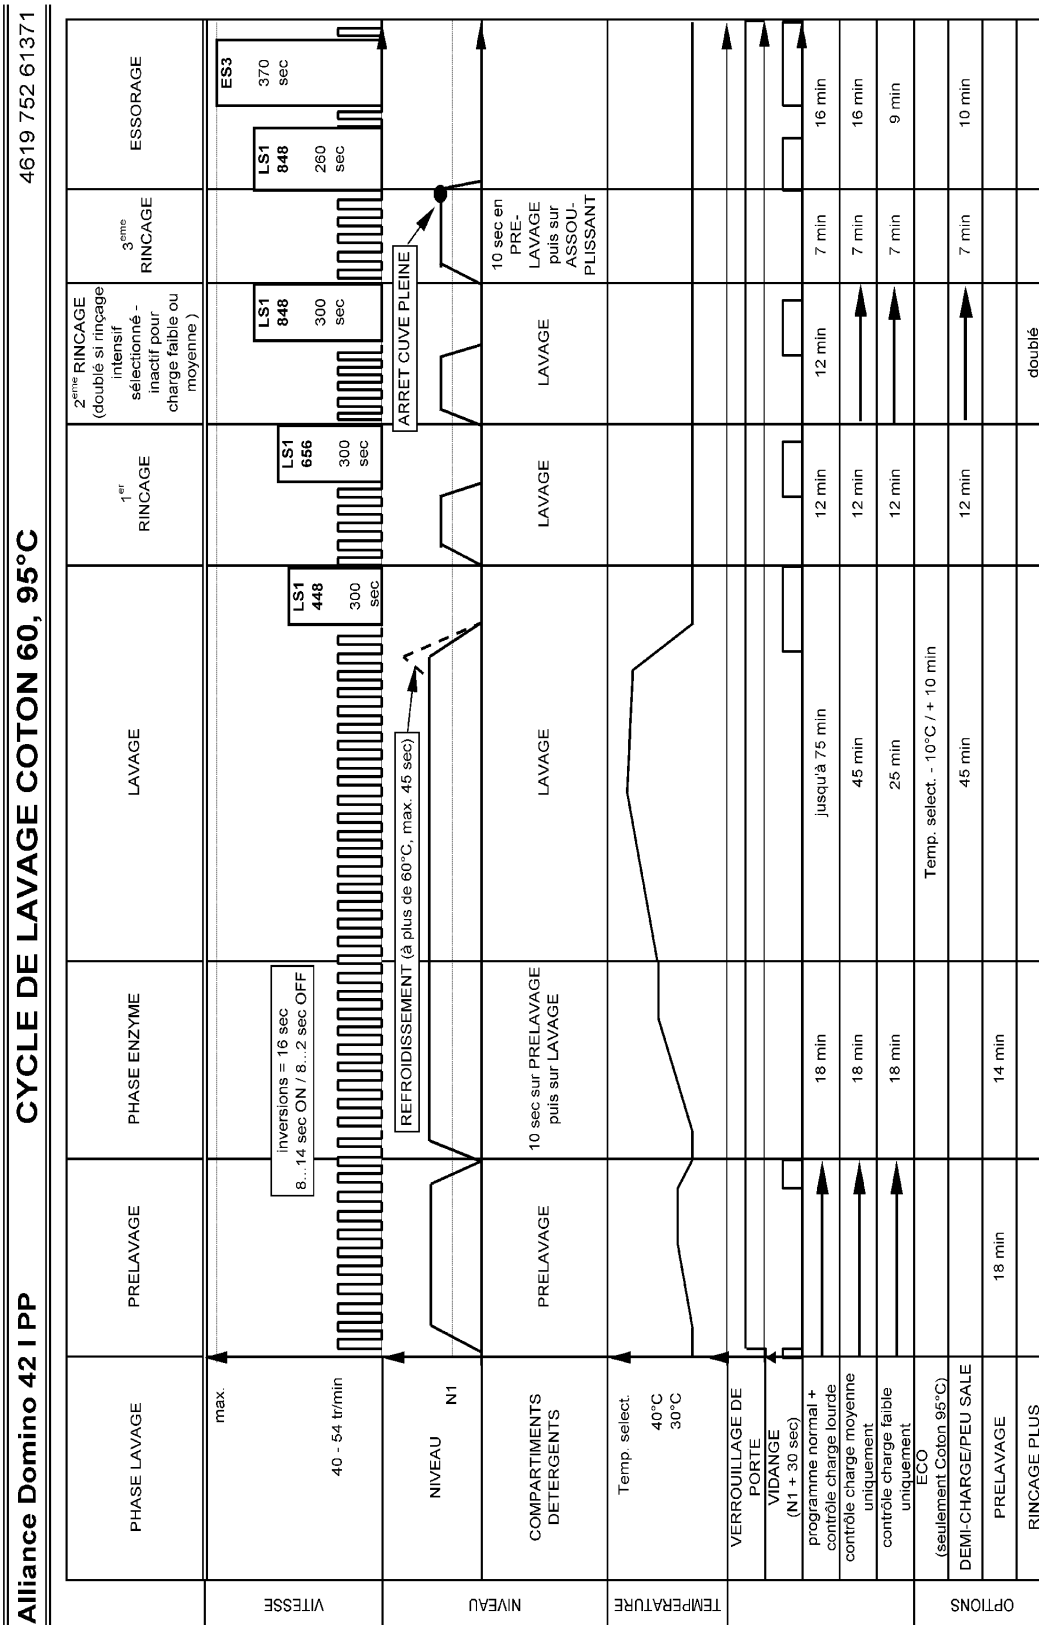 Alliance Domino 42 I PP
CYCLE DE LAVAGE COTON 60, 95°C
4619 752 61371
PHASE LAVAGE
PRELAVAGE
PHASE ENZYME
LAVAGE
1er
RINCAGE
2eme RINCAGE
(doublé si rinçage
intensif
sélectionné -
inactif pour
charge faible ou
moyenne )
3eme
RINCAGE
ESSORAGE
VITESSE
max.
40 - 54 tr/min
inversions = 16 sec
8...14 sec ON / 8...2 sec OFF
LS1
448
300
sec
LS1
656
300
sec
LS1
848
300
sec
LS1
848
260
sec
ES3
370
sec
NIVEAU
NIVEAU
N1
REFROIDISSEMENT (à plus de 60°C, max. 45 sec)
ARRET CUVE PLEINE
COMPARTIMENTS
DETERGENTS
PRELAVAGE
10 sec sur PRELAVAGE
puis sur LAVAGE
LAVAGE
LAVAGE
LAVAGE
10 sec en
PRE-
LAVAGE
puis sur
ASSOU-
PLISSANT
TEMPERATURE
Temp. select.
40°C
30°C
VERROUILLAGE DE
PORTE
VIDANGE
(N1 + 30 sec)
programme normal +
contrôle charge lourde
18 min
jusqu'à 75 min
12 min
12 min
7 min
16 min
contrôle charge moyenne
uniquement
18 min
45 min
12 min
7 min
16 min
contrôle charge faible
uniquement
18 min
25 min
12 min
7 min
9 min
OPTIONS
ECO
(seulement Coton 95°C)
Temp. select. - 10°C / + 10 min
DEMI-CHARGE/PEU SALE
45 min
12 min
7 min
10 min
PRELAVAGE
18 min
14 min
RINCAGE PLUS
doublé